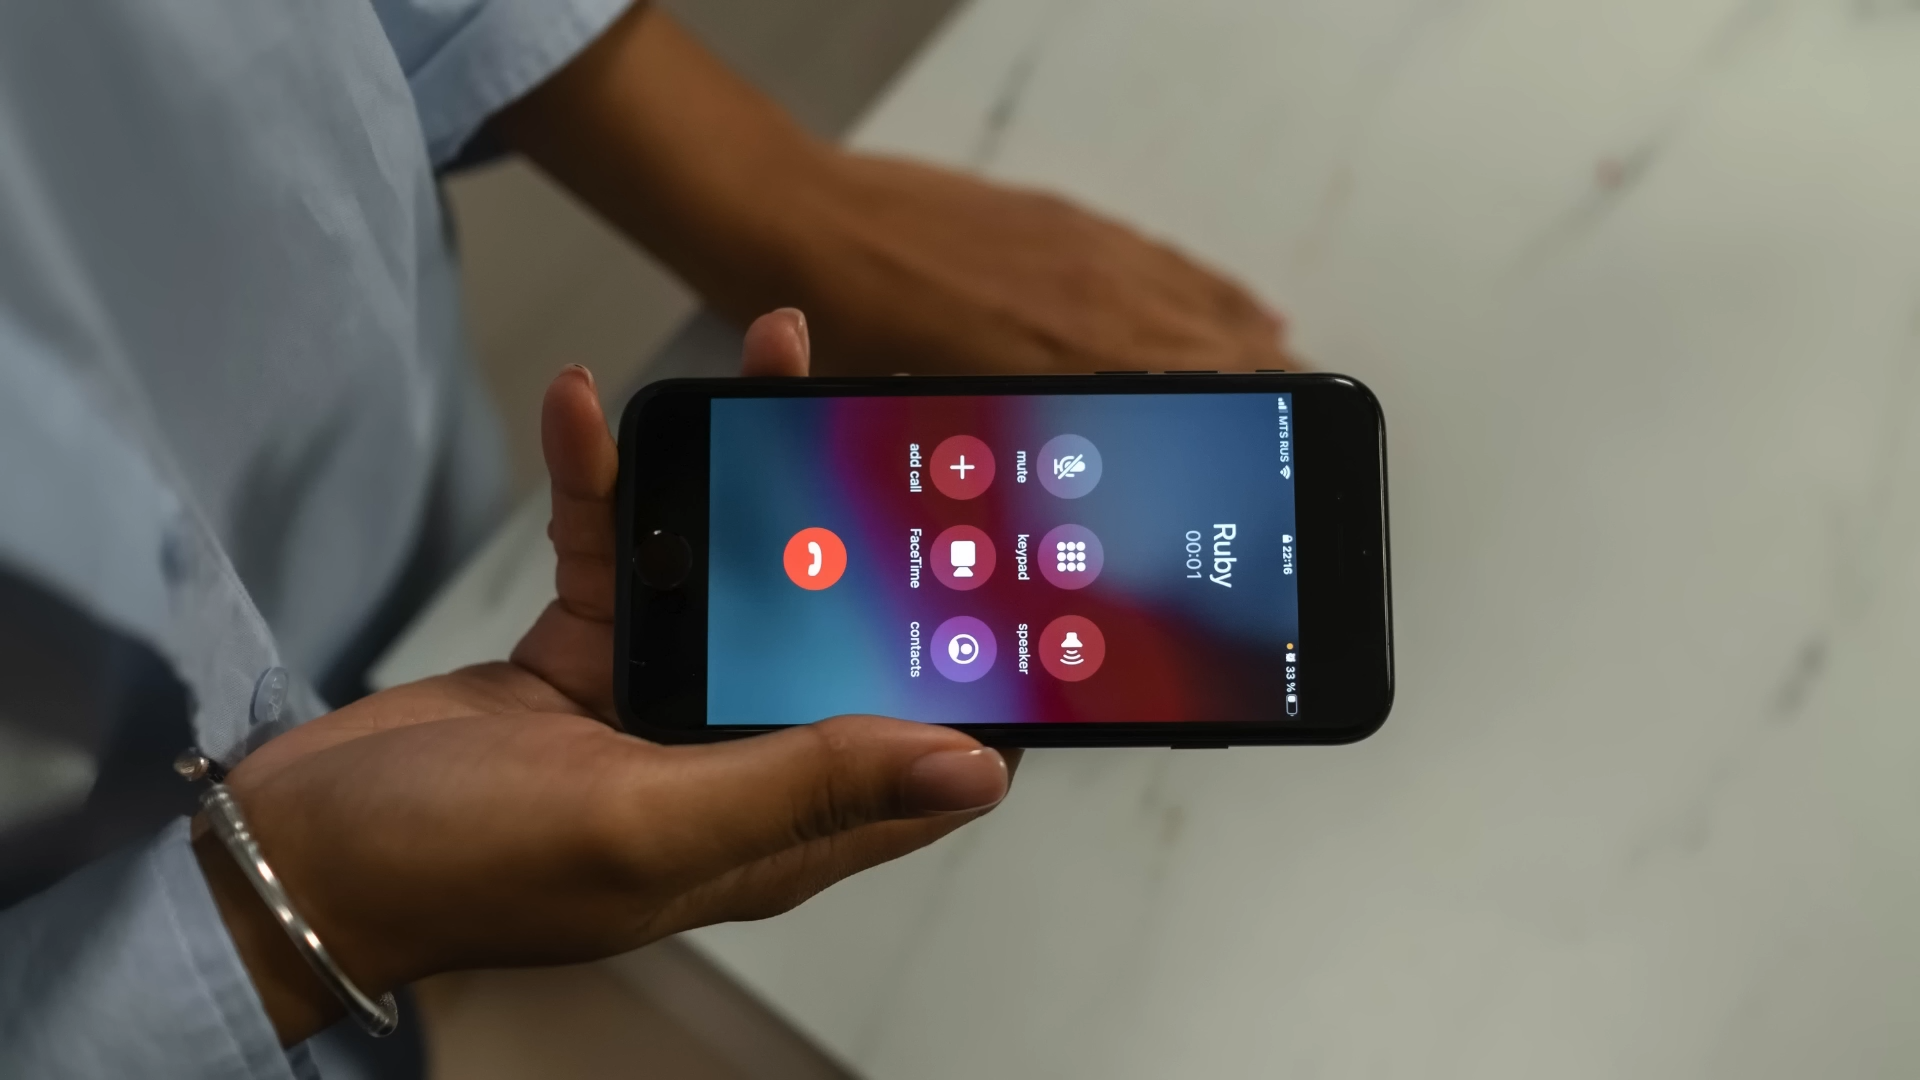 MTS RUS 22:16 33 %
Ruby
00:01
mute keypad speaker
add call FaceTime contacts